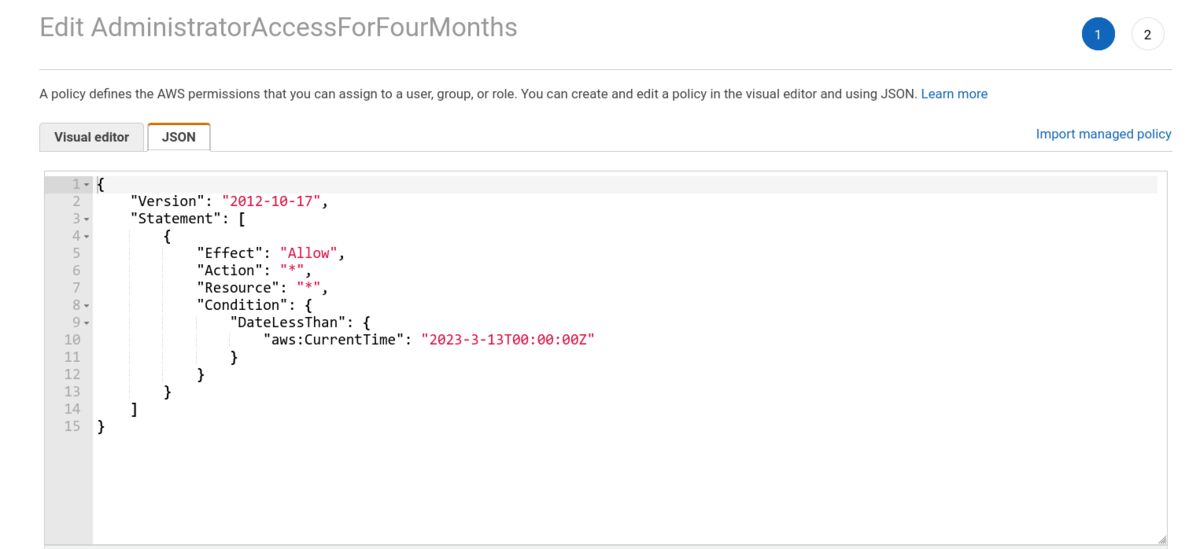 Edit AdministratorAccessForFourMonths
1
2
A policy defines the AWS permissions that you can assign to a user, group, or role. You can create and edit a policy in the visual editor and using JSON. Learn more
Visual editor
JSON
Import managed policy
1 {
2     "Version": "2012-10-17",
3     "Statement": [
4         {
5             "Effect": "Allow",
6             "Action": "*",
7             "Resource": "*",
8             "Condition": {
9                 "DateLessThan": {
10                     "aws:CurrentTime": "2023-3-13T00:00:00Z"
11                 }
12             }
13         }
14     ]
15 }